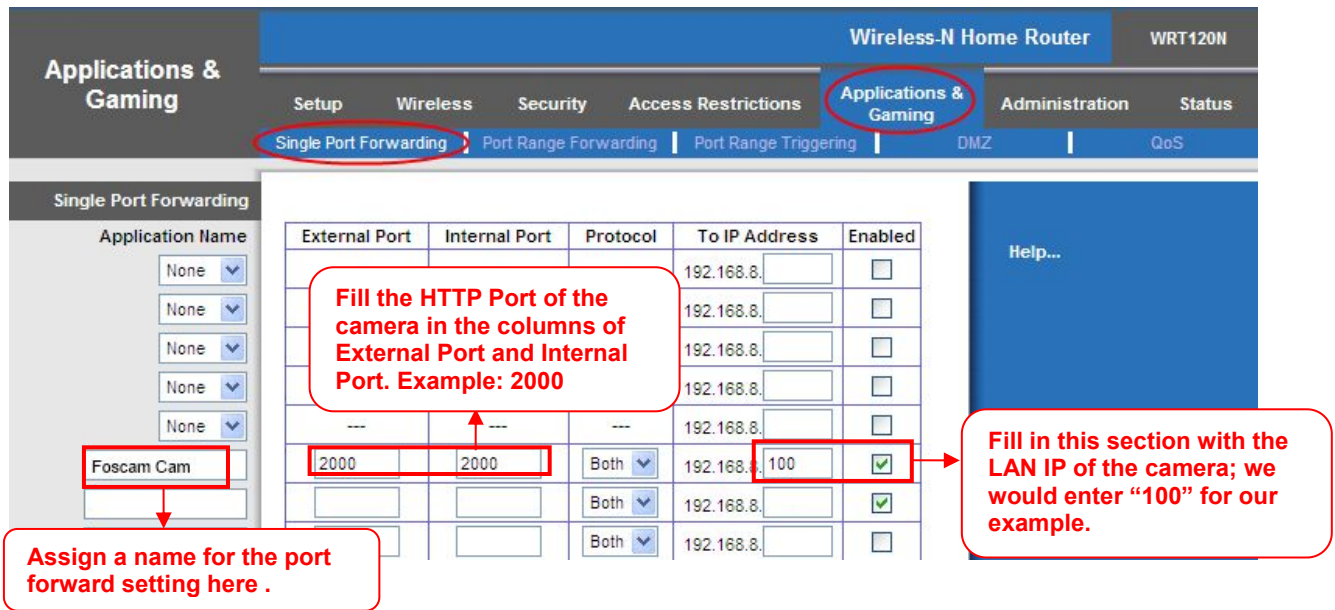 Applications &
Gaming
Wireless-N Home Router WRT120N
Setup Wireless Security Access Restrictions Applications &
Gaming Administration Status
Single Port Forwarding Port Range Forwarding Port Range Triggering DMZ QoS
Single Port Forwarding
Application Name External Port Internal Port Protocol To IP Address Enabled
Help...
None 192.168.8.
None 192.168.8.
None 192.168.8.
None 192.168.8.
None --- --- --- 192.168.8.
Foscam Cam 2000 2000 Both 192.168.8. 100
Both 192.168.8.
Both 192.168.8.
Fill the HTTP Port of the
camera in the columns of
External Port and Internal
Port. Example: 2000
Fill in this section with the
LAN IP of the camera; we
would enter “100” for our
example.
Assign a name for the port
forward setting here .